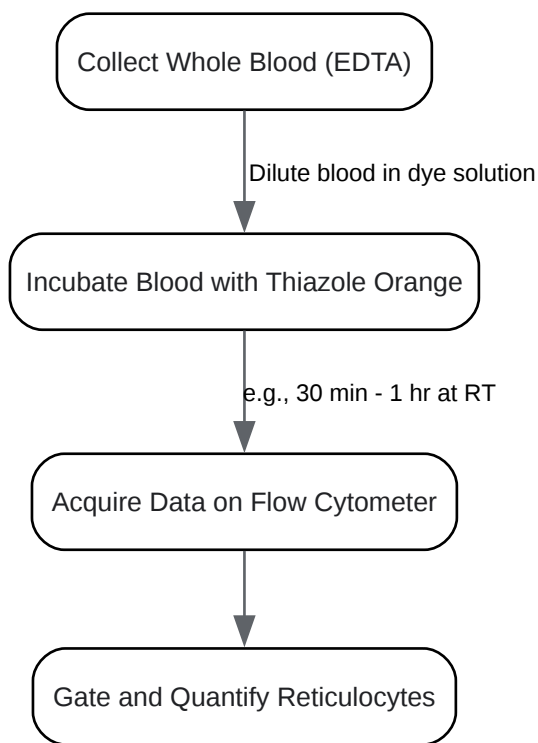 Collect Whole Blood (EDTA)
Dilute blood in dye solution
Incubate Blood with Thiazole Orange
e.g., 30 min - 1 hr at RT
Acquire Data on Flow Cytometer
Gate and Quantify Reticulocytes